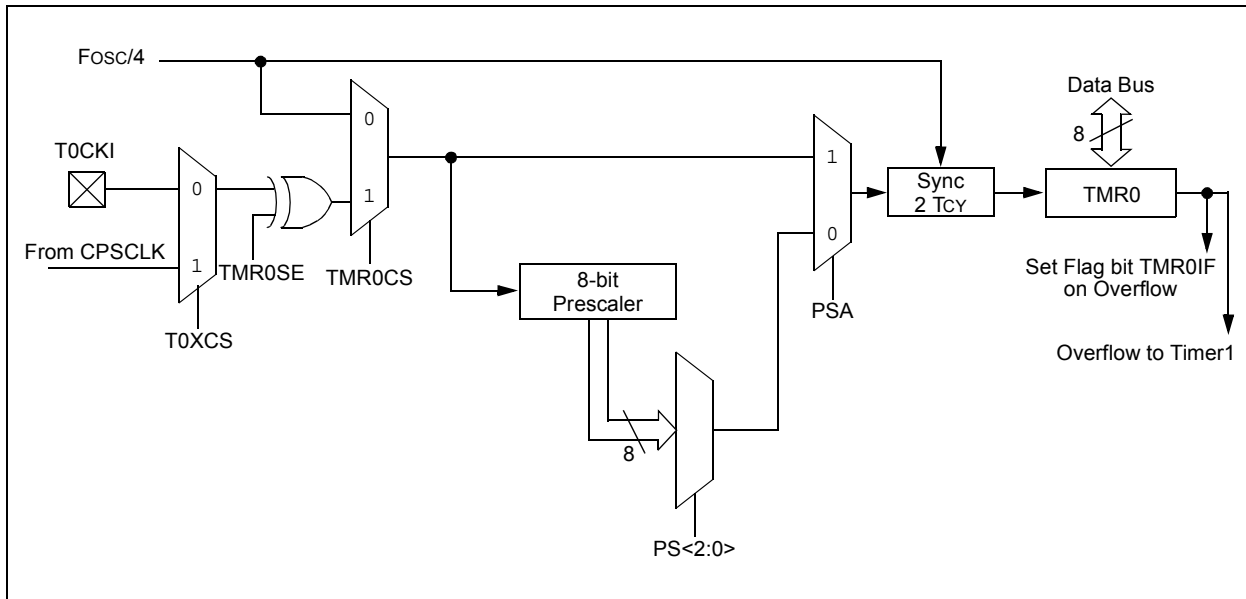 FOSC/4
Data Bus
0
8
T0CKI
1
0
1
Sync
2 TCY
TMR0
0
From CPSCLK
1
TMR0SE
TMR0CS
0
8-bit
Prescaler
PSA
Set Flag bit TMR0IF
on Overflow
T0XCS
Overflow to Timer1
8
PS<2:0>